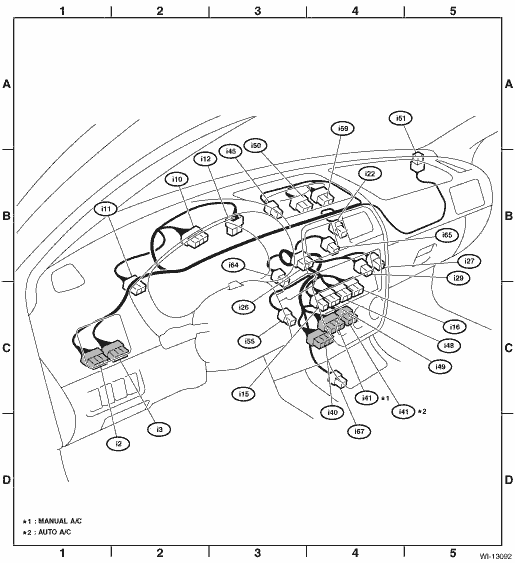 1 2 3 4 5
A A
i51
i59
i50
i45
i12
i22
i10
B B
i11
i65
i64
i27
i29
i26
i16
i55
i48
C C
i49
i15
i41 *1
i40
i41 *2
i67
i3
i2
D D
*1 : MANUAL A/C
*2 : AUTO A/C
1 2 3 4 5
WI-13092